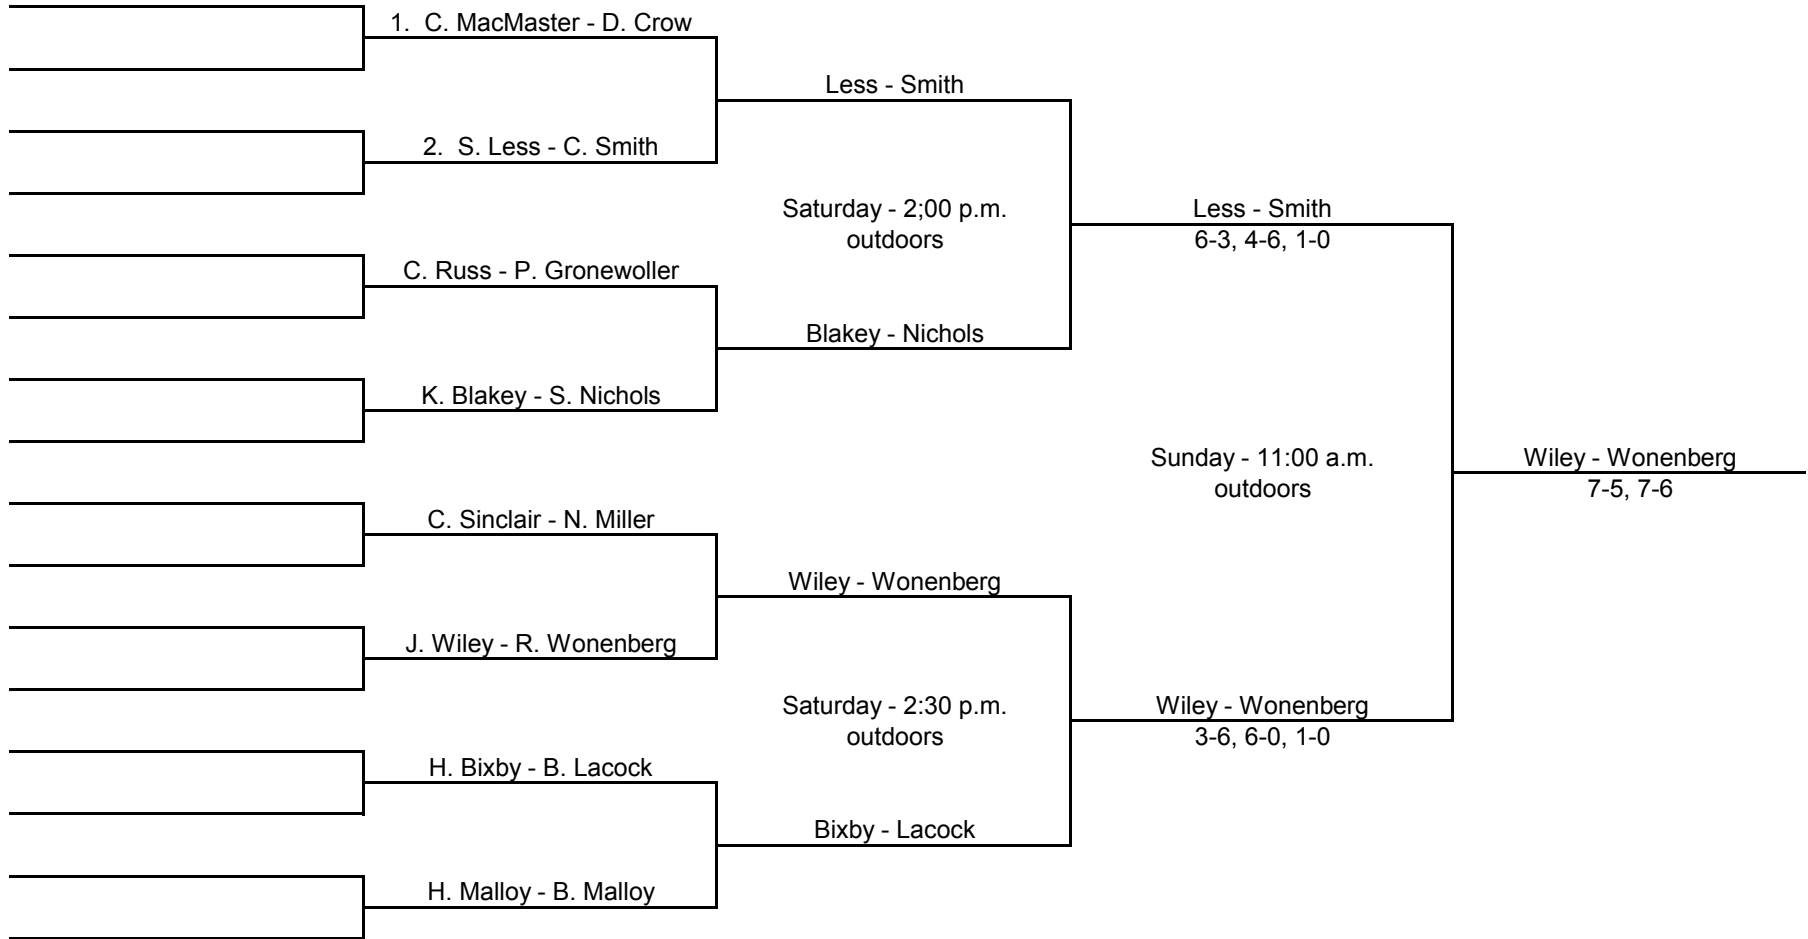 1.  C. MacMaster - D. Crow
Less - Smith
2.  S. Less - C. Smith
Saturday - 2;00 p.m.
outdoors
Less - Smith
6-3, 4-6, 1-0
C. Russ - P. Gronewoller
Blakey - Nichols
K. Blakey - S. Nichols
Sunday - 11:00 a.m.
outdoors
Wiley - Wonenberg
7-5, 7-6
C. Sinclair - N. Miller
Wiley - Wonenberg
J. Wiley - R. Wonenberg
Saturday - 2:30 p.m.
outdoors
Wiley - Wonenberg
3-6, 6-0, 1-0
H. Bixby - B. Lacock
Bixby - Lacock
H. Malloy - B. Malloy